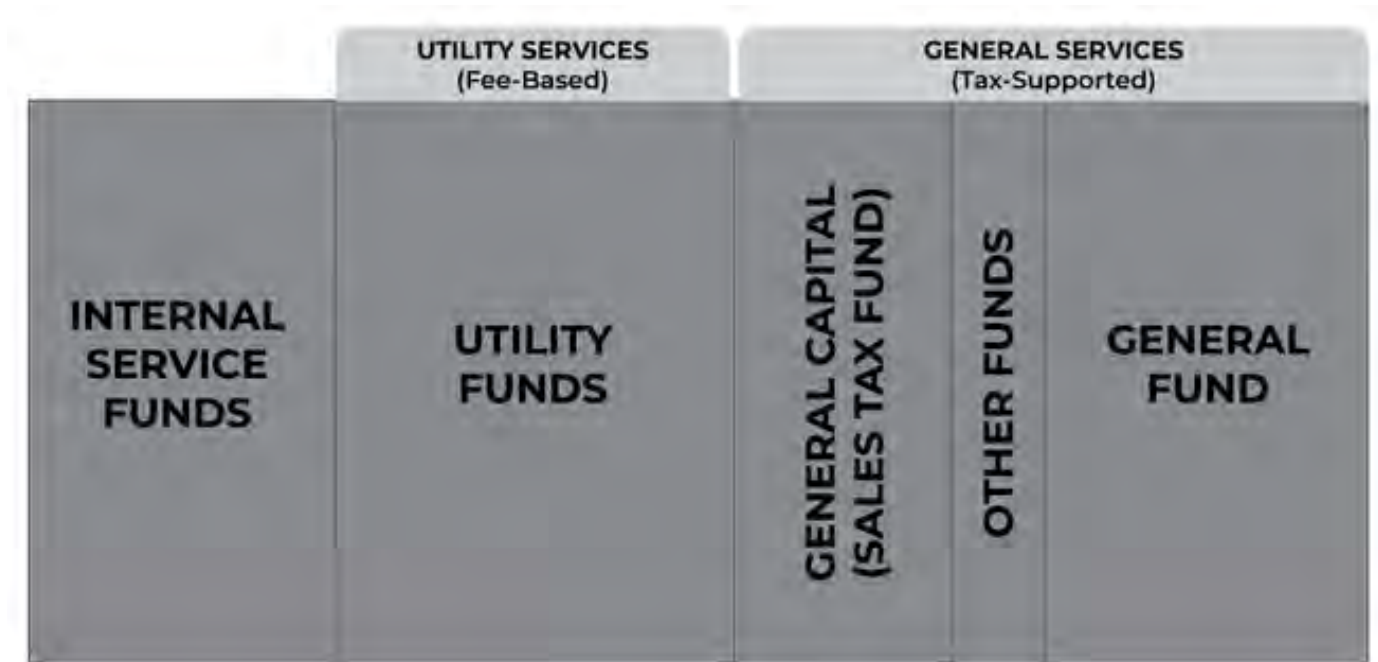 UTILITY SERVICES
(Fee-Based)
GENERAL SERVICES
(Tax-Supported)
INTERNAL
SERVICE
FUNDS
UTILITY
FUNDS
GENERAL CAPITAL
(SALES TAX FUND)
OTHER FUNDS
GENERAL
FUND